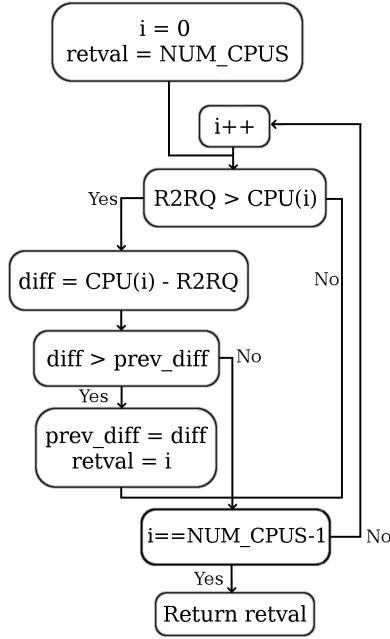 i = 0
retval = NUM_CPUS
i++
R2RQ > CPU(i)
Yes
No
diff = CPU(i) - R2RQ
diff > prev_diff
No
Yes
prev_diff = diff
retval = i
i==NUM_CPUS-1
No
Yes
Return retval